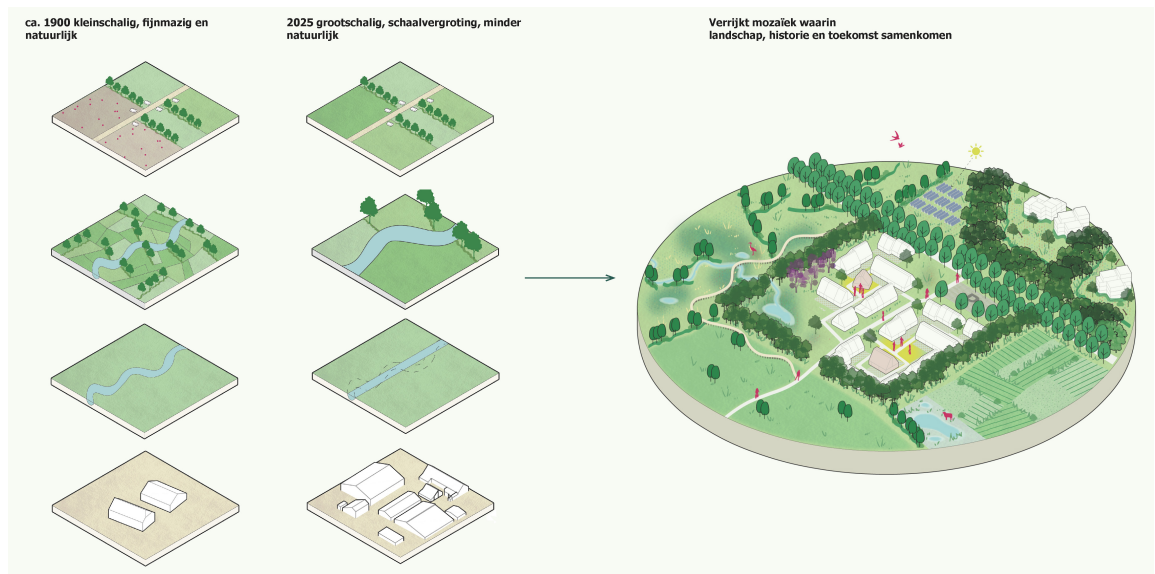 ca. 1900 kleinschalig, fijnmazig en
natuurlijk
2025 grootschalig, schaalvergroting, minder
natuurlijk
Verrijkt mozaïek waarin
landschap, historie en toekomst samenkomen